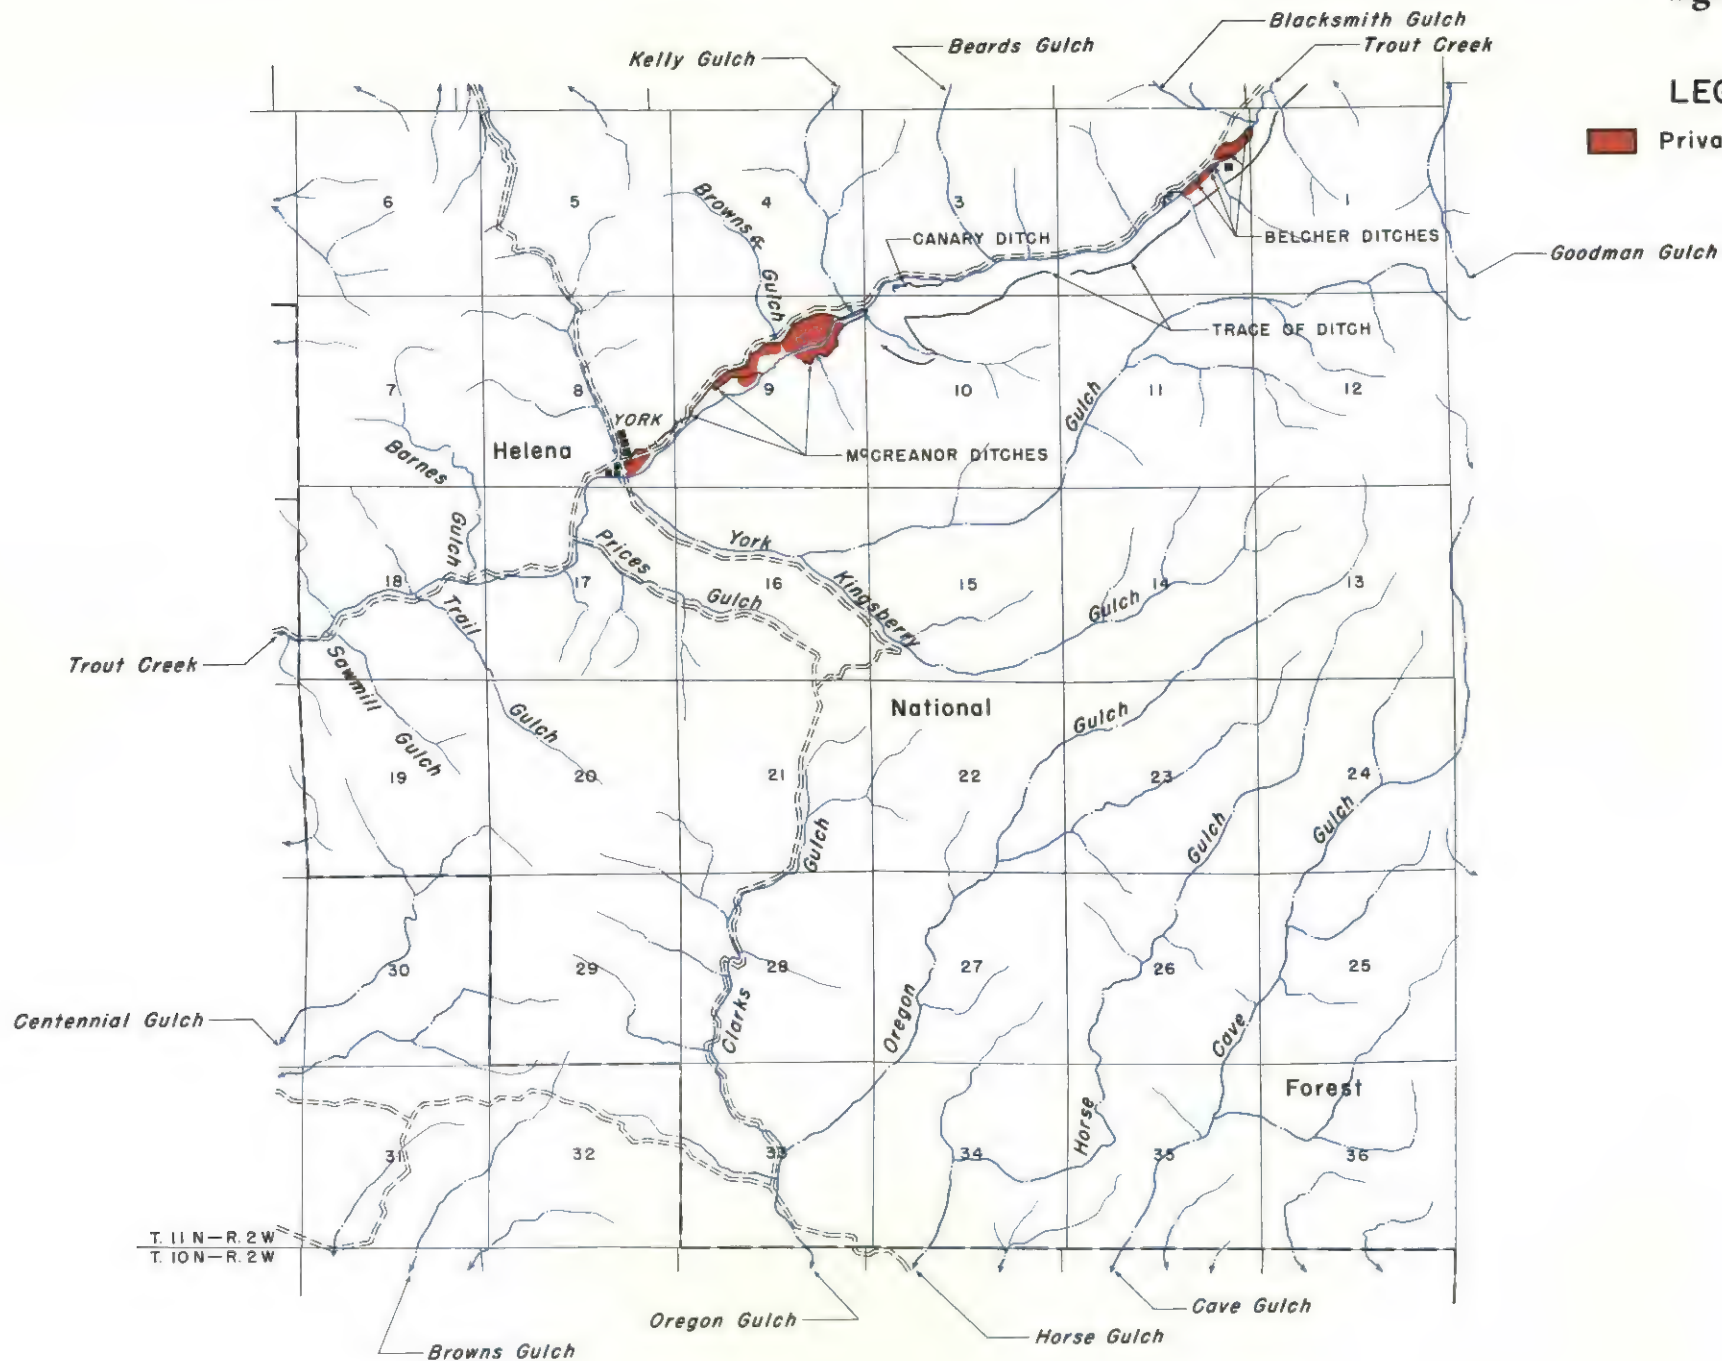 Blacksmith Gulch
Kelly Gulch
Beards Gulch
Trout Creek
6
5
4
3
1
Browns
Gulch
CANARY DITCH
BELCHER DITCHES
Goodman Gulch
TRACE OF DITCH
7
8
9
10
11
12
YORK
Helena
Barnes
Gulch
Gulch
McGREANOR DITCHES
18
17
16
15
14
13
Prices
Gulch
York
Kingsberry
Gulch
Trail
Gulch
Trout Creek
Sawmill
Gulch
National
Gulch
19
20
21
22
23
24
Gulch
Gulch
Gulch
30
29
28
27
26
25
Centennial Gulch
Clarks
Oregon
Cave
Forest
Horse
31
32
33
34
35
36
T. 11 N—R. 2 W
T. 10 N—R. 2 W
Oregon Gulch
Cave Gulch
Horse Gulch
Browns Gulch